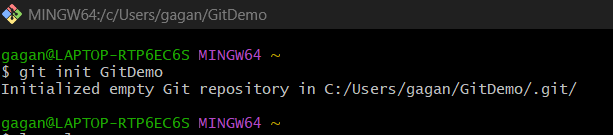 MINGW64:/c/Users/gagan/GitDemo
gagan@LAPTOP-RTP6EC6S MINGW64 ~
$ git init GitDemo
Initialized empty Git repository in C:/Users/gagan/GitDemo/.git/
gagan@LAPTOP-RTP6EC6S MINGW64 ~